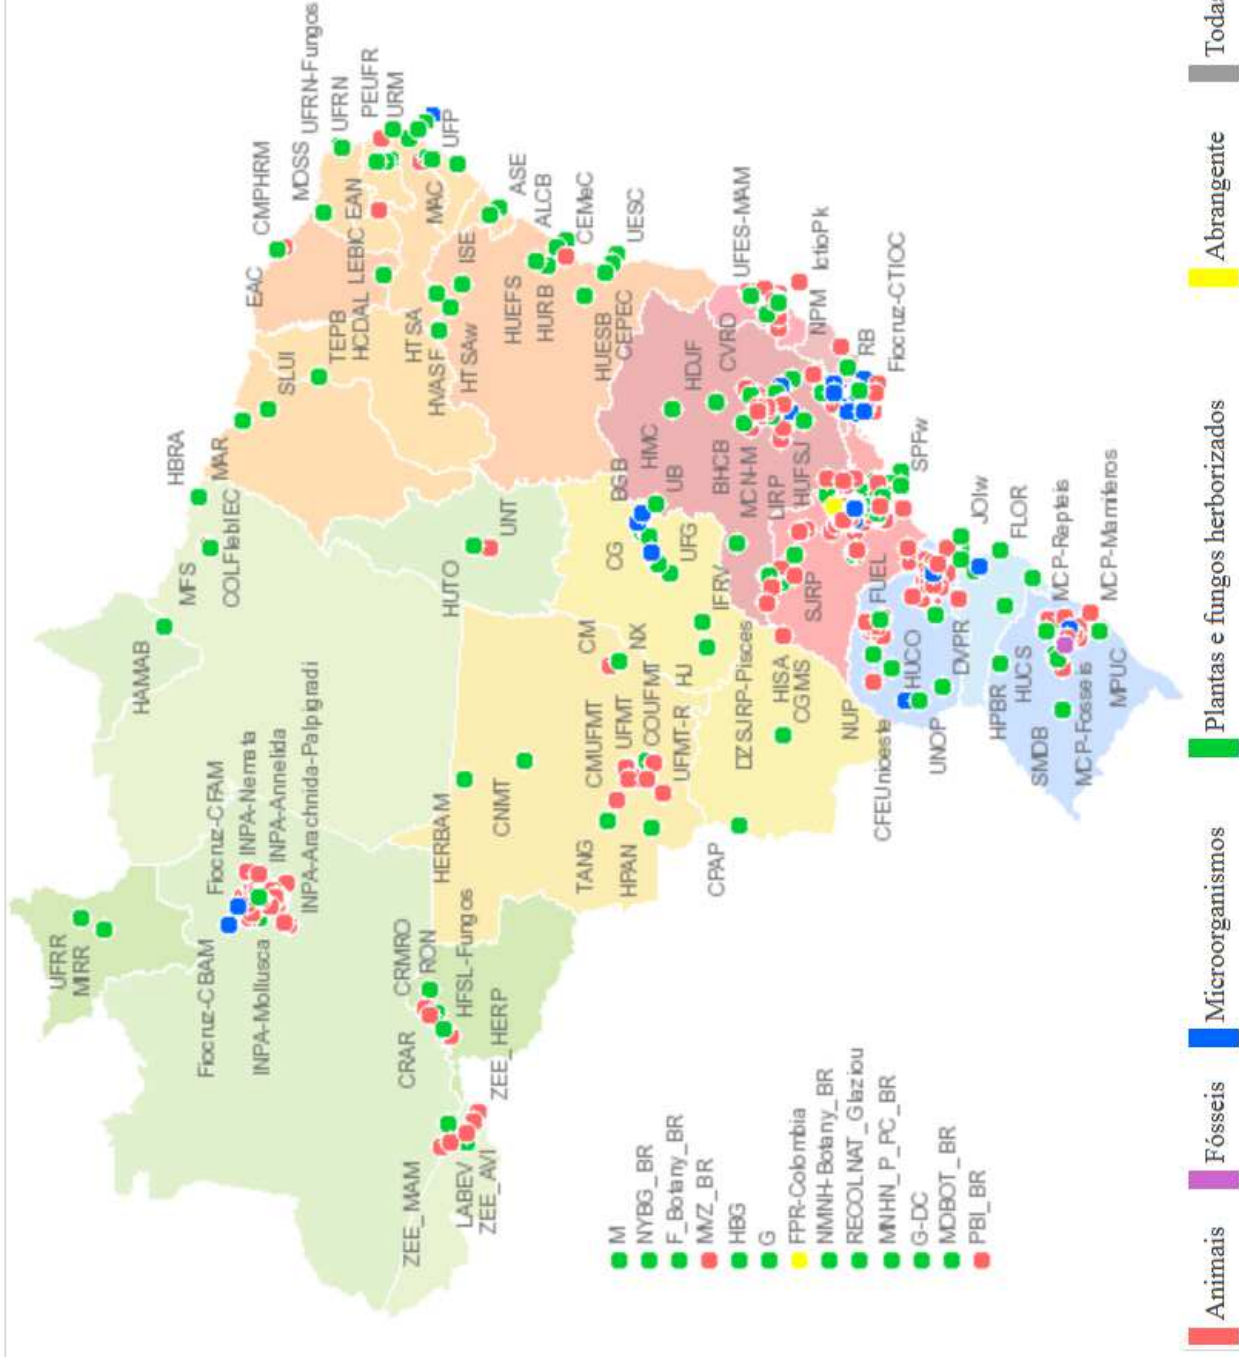 UFRR
MIRR
HAMAB
Fiocruz-CBAM
Fiocruz-CFAM
INPA-Nemata
INPA-Annelida
INPA-Arachnida-Palpigradi
INPA-Mollusca
MFS
COLFlebIEC
HBRA
MAR
SLUI
EAC
CMPHRM
MOSS
UFRN-Fungos
UFRN
PEUFR
URM
UFP
TEPB
HCDAL
LEBIC
EAN
MAC
HTSA
HVASF
HTSAw
ISE
ASE
ALCB
CEMeC
HUEFS
HURB
UESC
HUESB
CEPEC
ZEE_MAM
LABEV
ZEE_AVI
ZEE_HERP
CRAR
CRMRO
RON
HFSL-Fungos
HERBAM
CNMT
HUTO
UNT
TANG
HPAN
CMUFMT
UFMT
COUFMT
UFMT-R
CM
NX
HJ
IFRV
CG
BGB
UFG
UB
HMC
HDJF
BHCB
MCN-M
LIRP
HUFSJ
CVRD
UFES-MAM
NPM
IctioPk
RB
Fiocruz-CTIOC
CPAP
DZSJRP-Pisces
HISA
CGMS
SJRP
SPFw
NUP
CFEUnioeste
FUEL
HUCO
UNOP
DVPR
JOIw
FLOR
HPBR
HUCS
SMDB
MCP-Fosseis
MCP-Repteis
MCP-Mamiferos
MPUC
M
NYBG_BR
F_Botany_BR
MVZ_BR
HBG
G
FPR-Colombia
NMNH-Botany_BR
RECOLNAT_Glaziou
MNHN_P_PC_BR
G-DC
MOBOT_BR
PBI_BR
Animais
Fósseis
Microorganismos
Plantas e fungos herborizados
Abrangente